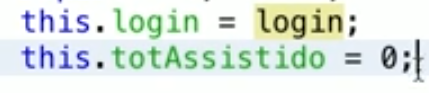 this.login = login;
this.totAssistido = 0;